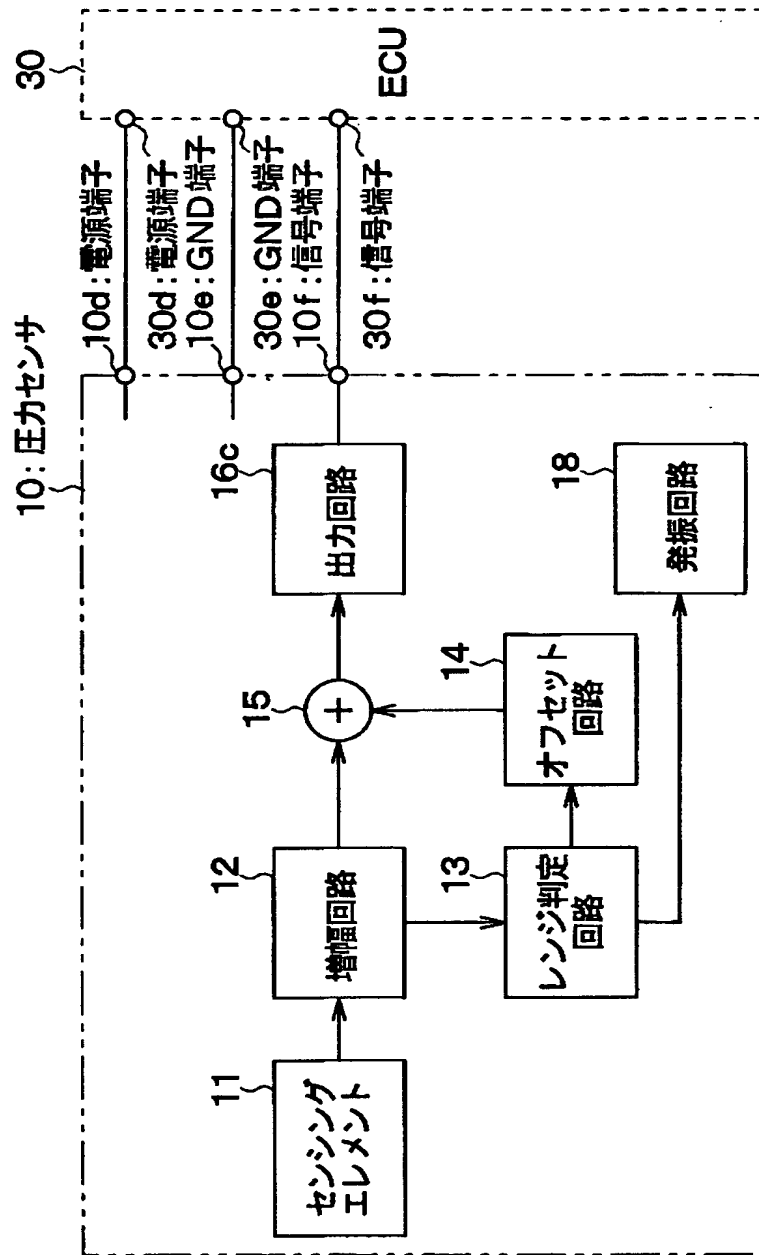 10:圧力センサ
30
10d:電源端子
30d:電源端子
10e:GND端子
30e:GND端子
10f:信号端子
30f:信号端子
ECU
11
センシング
エレメント
12
増幅回路
15
+
16c
出力回路
13
レンジ判定
回路
14
オフセット
回路
18
発振回路